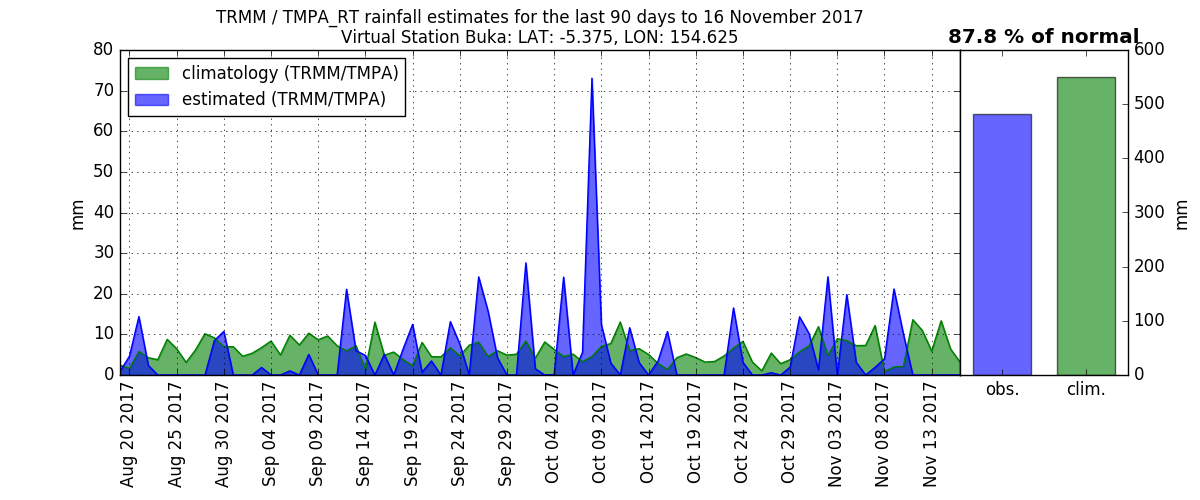 TRMM / TMPA_RT rainfall estimates for the last 90 days to 16 November 2017
Virtual Station Buka: LAT: -5.375, LON: 154.625
87.8 % of normal
climatology (TRMM/TMPA)
estimated (TRMM/TMPA)
80
70
60
50
40
30
20
10
0
mm
Aug 20 2017
Aug 25 2017
Aug 30 2017
Sep 04 2017
Sep 09 2017
Sep 14 2017
Sep 19 2017
Sep 24 2017
Sep 29 2017
Oct 04 2017
Oct 09 2017
Oct 14 2017
Oct 19 2017
Oct 24 2017
Oct 29 2017
Nov 03 2017
Nov 08 2017
Nov 13 2017
obs.
clim.
600
500
400
300
200
100
0
mm